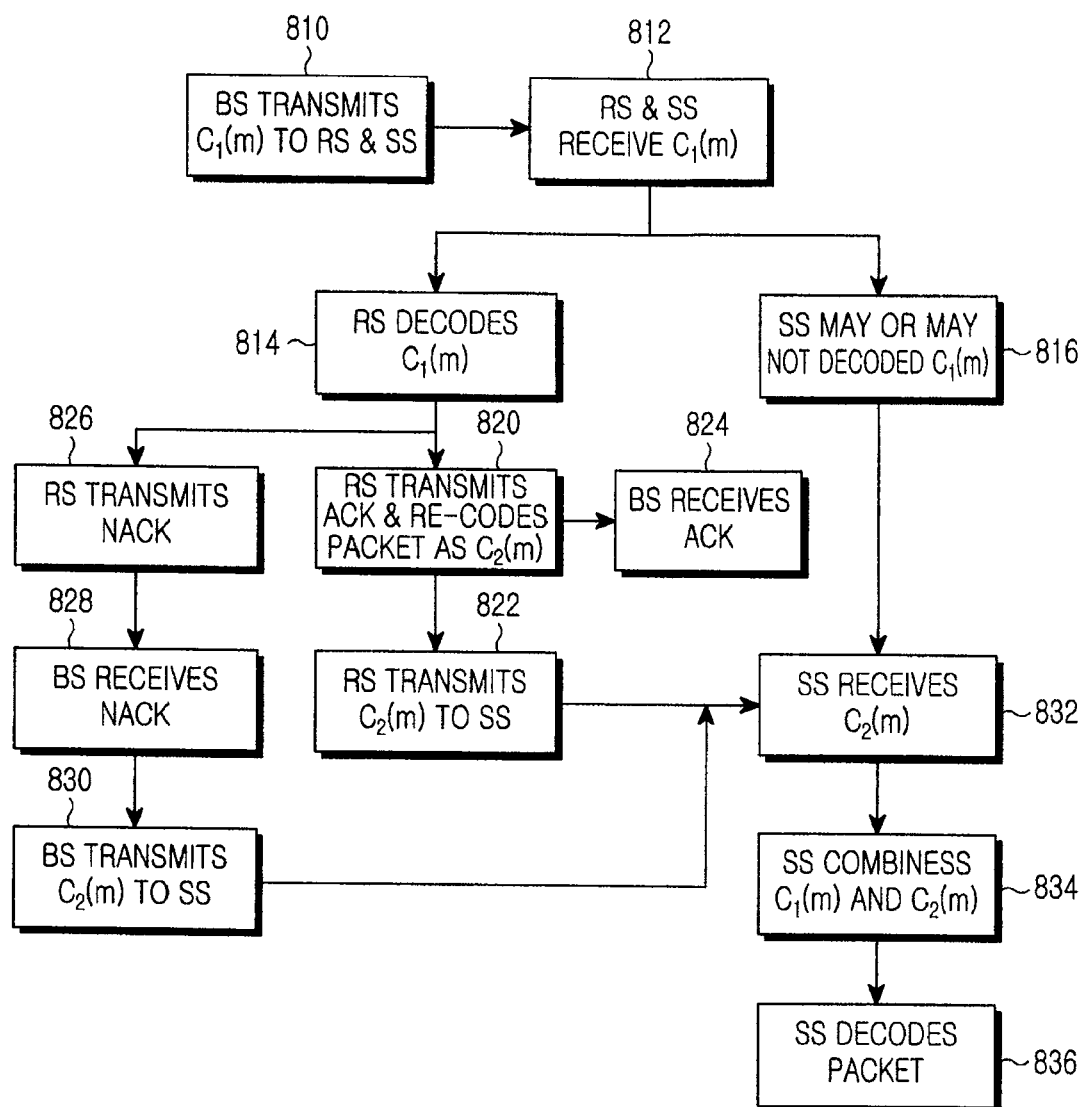 810
BS TRANSMITS
C₁(m) TO RS & SS
812
RS & SS
RECEIVE C₁(m)
814
RS DECODES
C₁(m)
SS MAY OR MAY
NOT DECODED C₁(m)
816
826
RS TRANSMITS
NACK
820
RS TRANSMITS
ACK & RE-CODES
PACKET AS C₂(m)
824
BS RECEIVES
ACK
828
BS RECEIVES
NACK
822
RS TRANSMITS
C₂(m) TO SS
SS RECEIVES
C₂(m)
832
830
BS TRANSMITS
C₂(m) TO SS
SS COMBINESS
C₁(m) AND C₂(m)
834
SS DECODES
PACKET
836